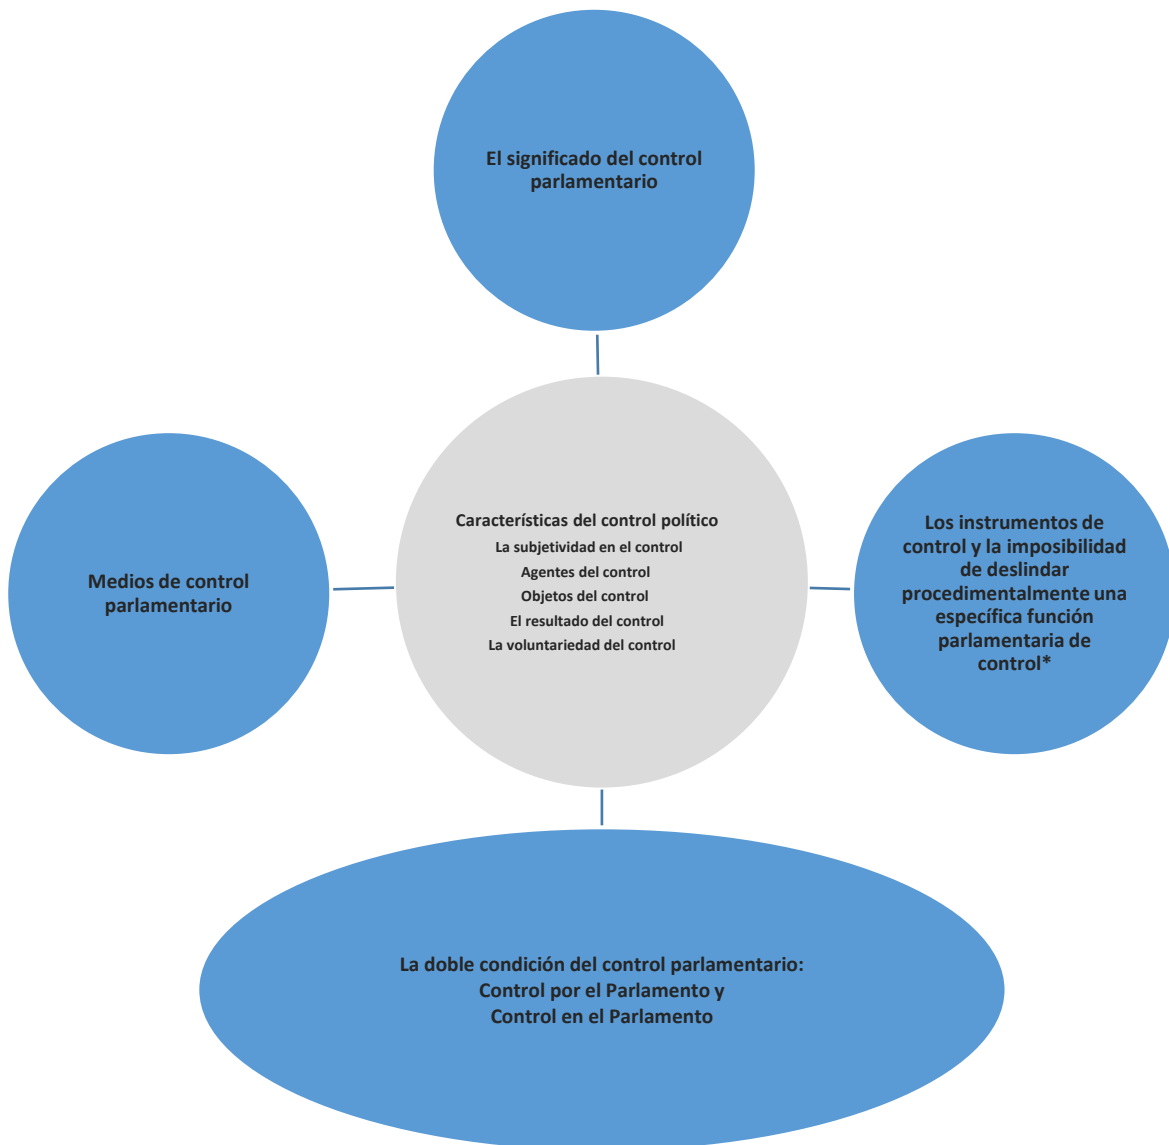 El significado del control
parlamentario
Características del control político
La subjetividad en el control
Agentes del control
Objetos del control
El resultado del control
La voluntariedad del control
Medios de control
parlamentario
Los instrumentos de
control y la imposibilidad
de deslindar
procedimentalmente una
específica función
parlamentaria de
control*
La doble condición del control parlamentario:
Control por el Parlamento y
Control en el Parlamento